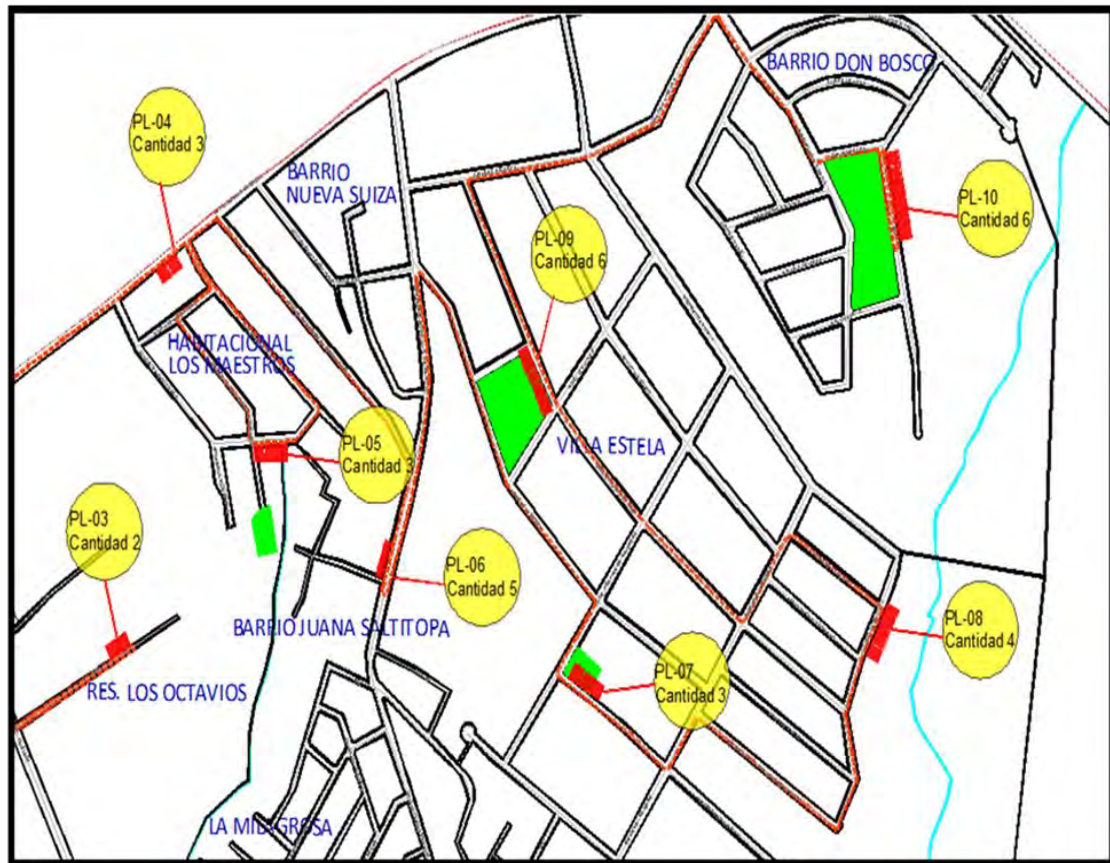 BARRIO DON BOSCO
PL-04
Cantidad 3
BARRIO
NUEVA SUIZA
PL-10
Cantidad 6
PL-09
Cantidad 6
HABITACIONAL
LOS MAESTROS
PL-05
Cantidad 3
VILLA ESTELA
PL-03
Cantidad 2
PL-06
Cantidad 5
BARRIO JUANA SALTITOPA
PL-08
Cantidad 4
PL-07
Cantidad 3
RES. LOS OCTAVIOS
LA MILAGROSA